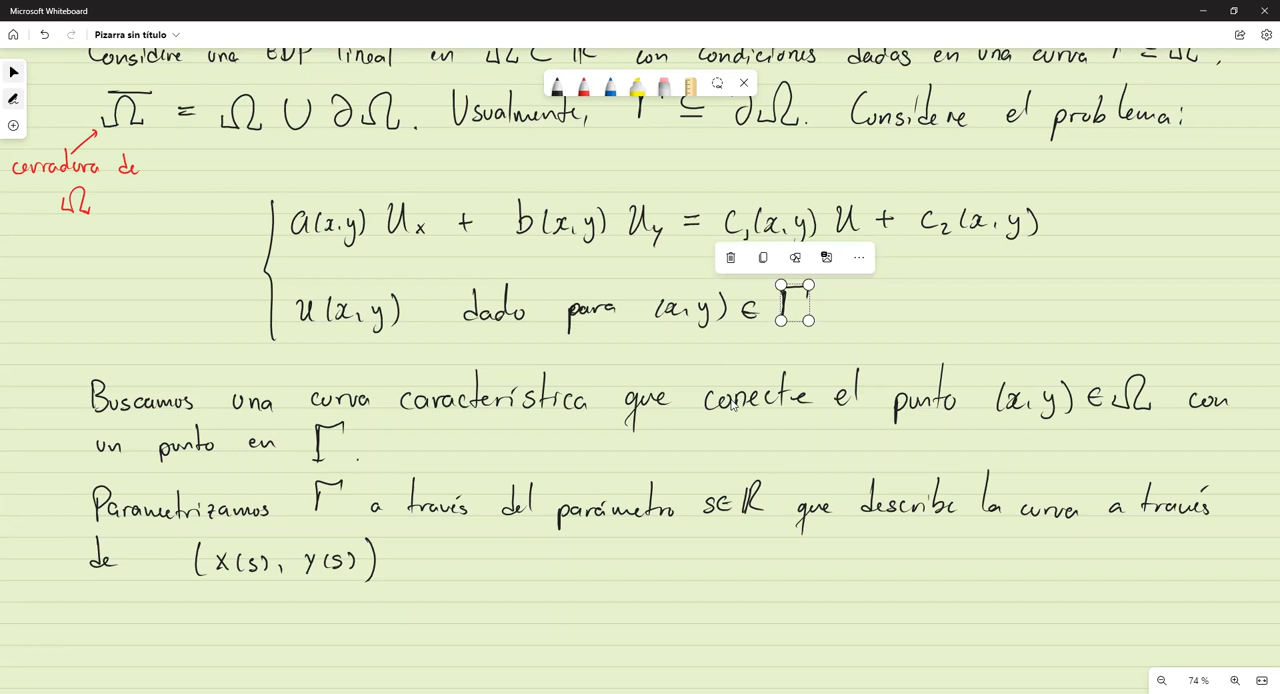 Microsoft Whiteboard
Pizarra sin título
Considere una EDP lineal en con condiciones dadas en una curva
Ω̅ = Ω ∪ ∂Ω. Usualmente, Γ ⊆ ∂Ω. Considere el problema:
cerradura de
Ω
a(x,y) Ux + b(x,y) Uy = C₁(x,y) U + C₂(x,y)
u(x,y) dado para (x,y) ∈ Γ
Buscamos una curva característica que conecte el punto (x,y) ∈ Ω con
un punto en Γ.
Parametrizamos Γ a través del parámetro s∈ℝ que describe la curva a través
de (x(s), y(s))
74 %